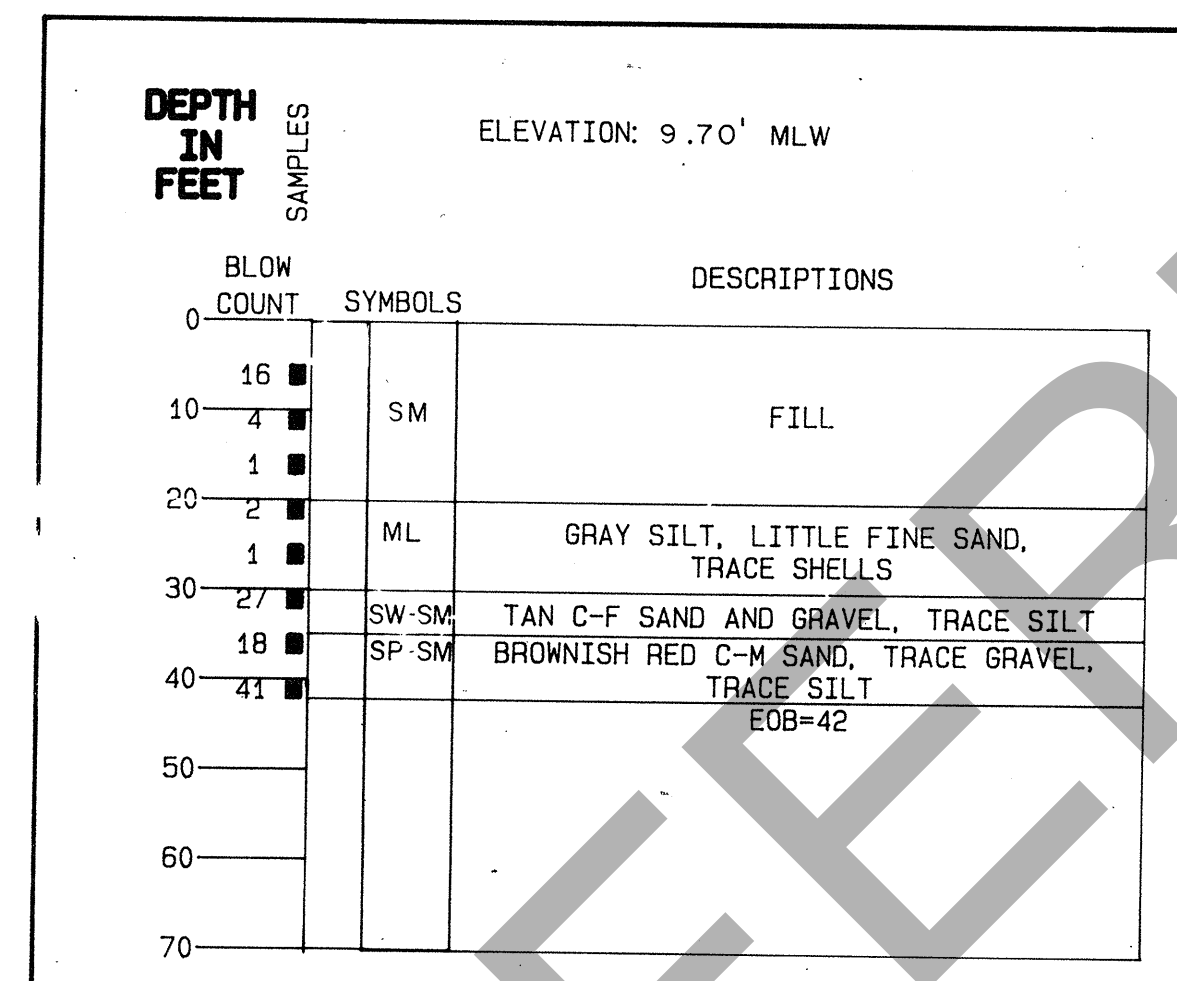 DEPTH
IN
FEET
SAMPLES
ELEVATION: 9.70' MLW
BLOW
COUNT
SYMBOLS
DESCRIPTIONS
0
16
10
4
SM
FILL
1
20
2
ML
GRAY SILT, LITTLE FINE SAND,
TRACE SHELLS
1
30
27
SW-SM
TAN C-F SAND AND GRAVEL, TRACE SILT
18
SP-SM
BROWNISH RED C-M SAND, TRACE GRAVEL,
TRACE SILT
40
41
EOB=42
50
60
70